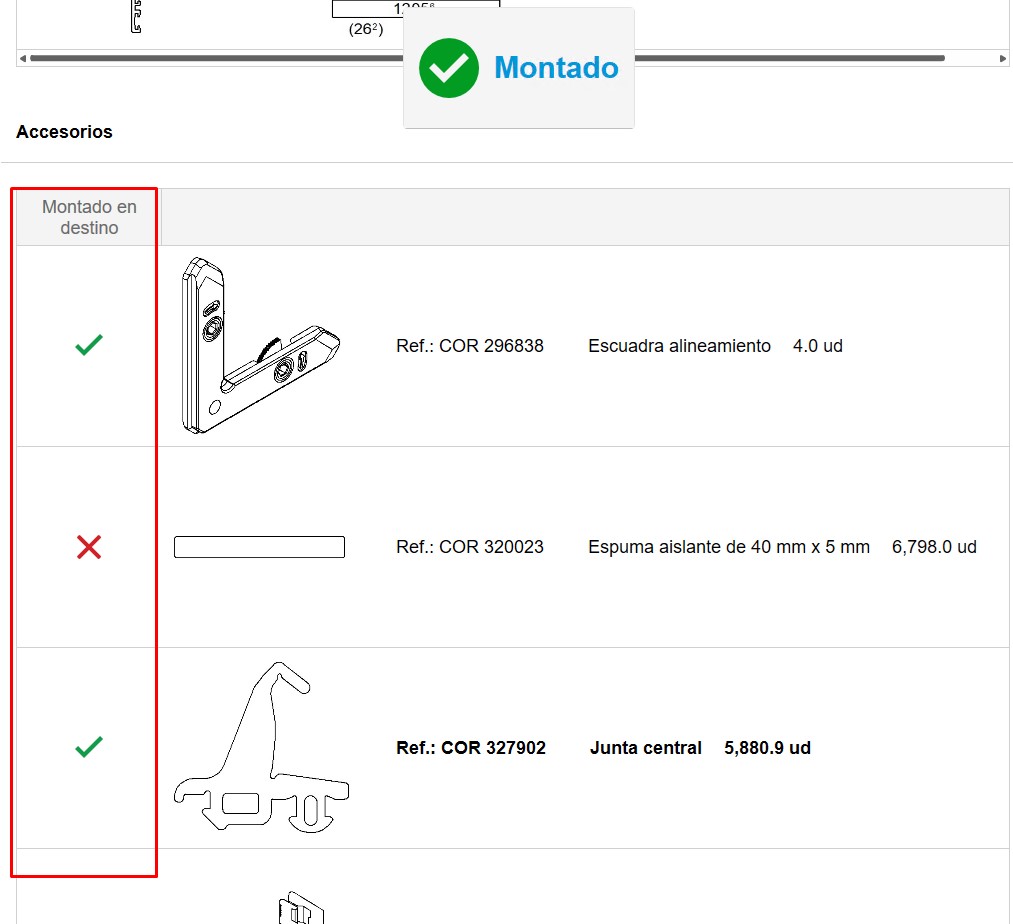 (26²)
Montado
Accesorios
Montado en
destino
Ref.: COR 296838 Escuadra alineamiento 4.0 ud
Ref.: COR 320023 Espuma aislante de 40 mm x 5 mm 6,798.0 ud
Ref.: COR 327902 Junta central 5,880.9 ud